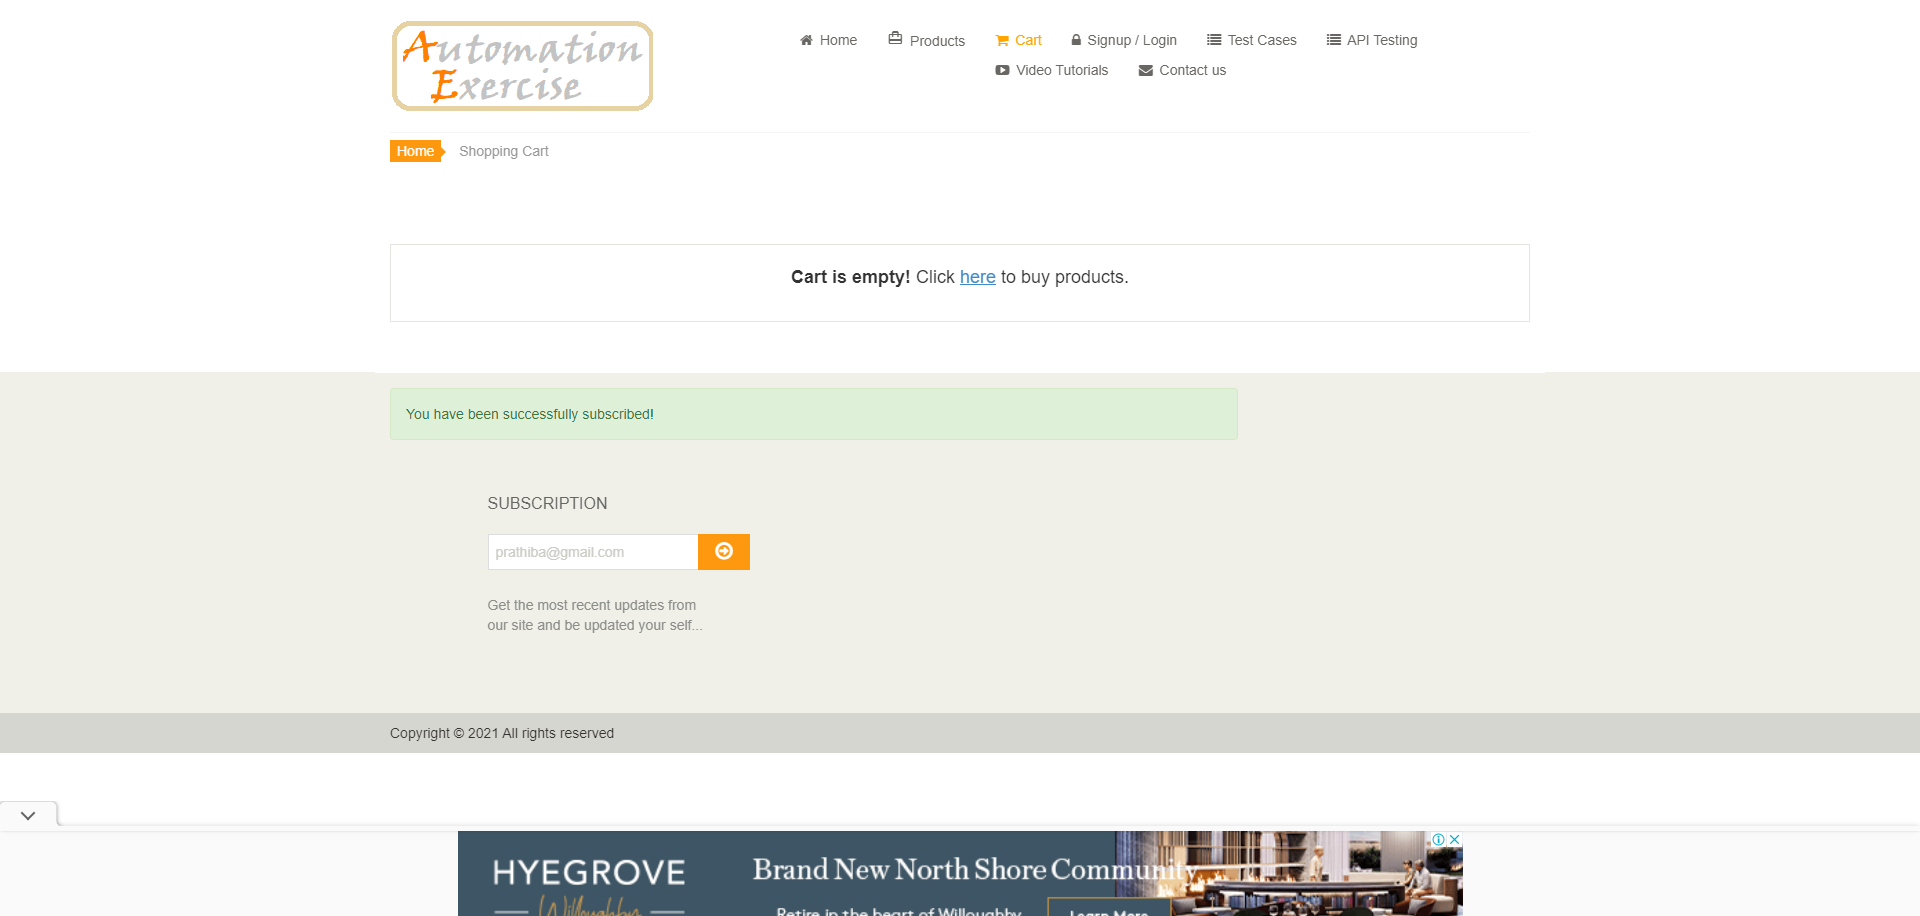 Automation
Exercise
Home
Products
Cart
Signup / Login
Test Cases
API Testing
Video Tutorials
Contact us
Home
Shopping Cart
Cart is empty! Click here to buy products.
You have been successfully subscribed!
SUBSCRIPTION
prathiba@gmail.com
Get the most recent updates from
our site and be updated your self...
Copyright © 2021 All rights reserved
HYEGROVE
Willoughby
Brand New North Shore Community
Retire in the heart of Willoughby
Learn More